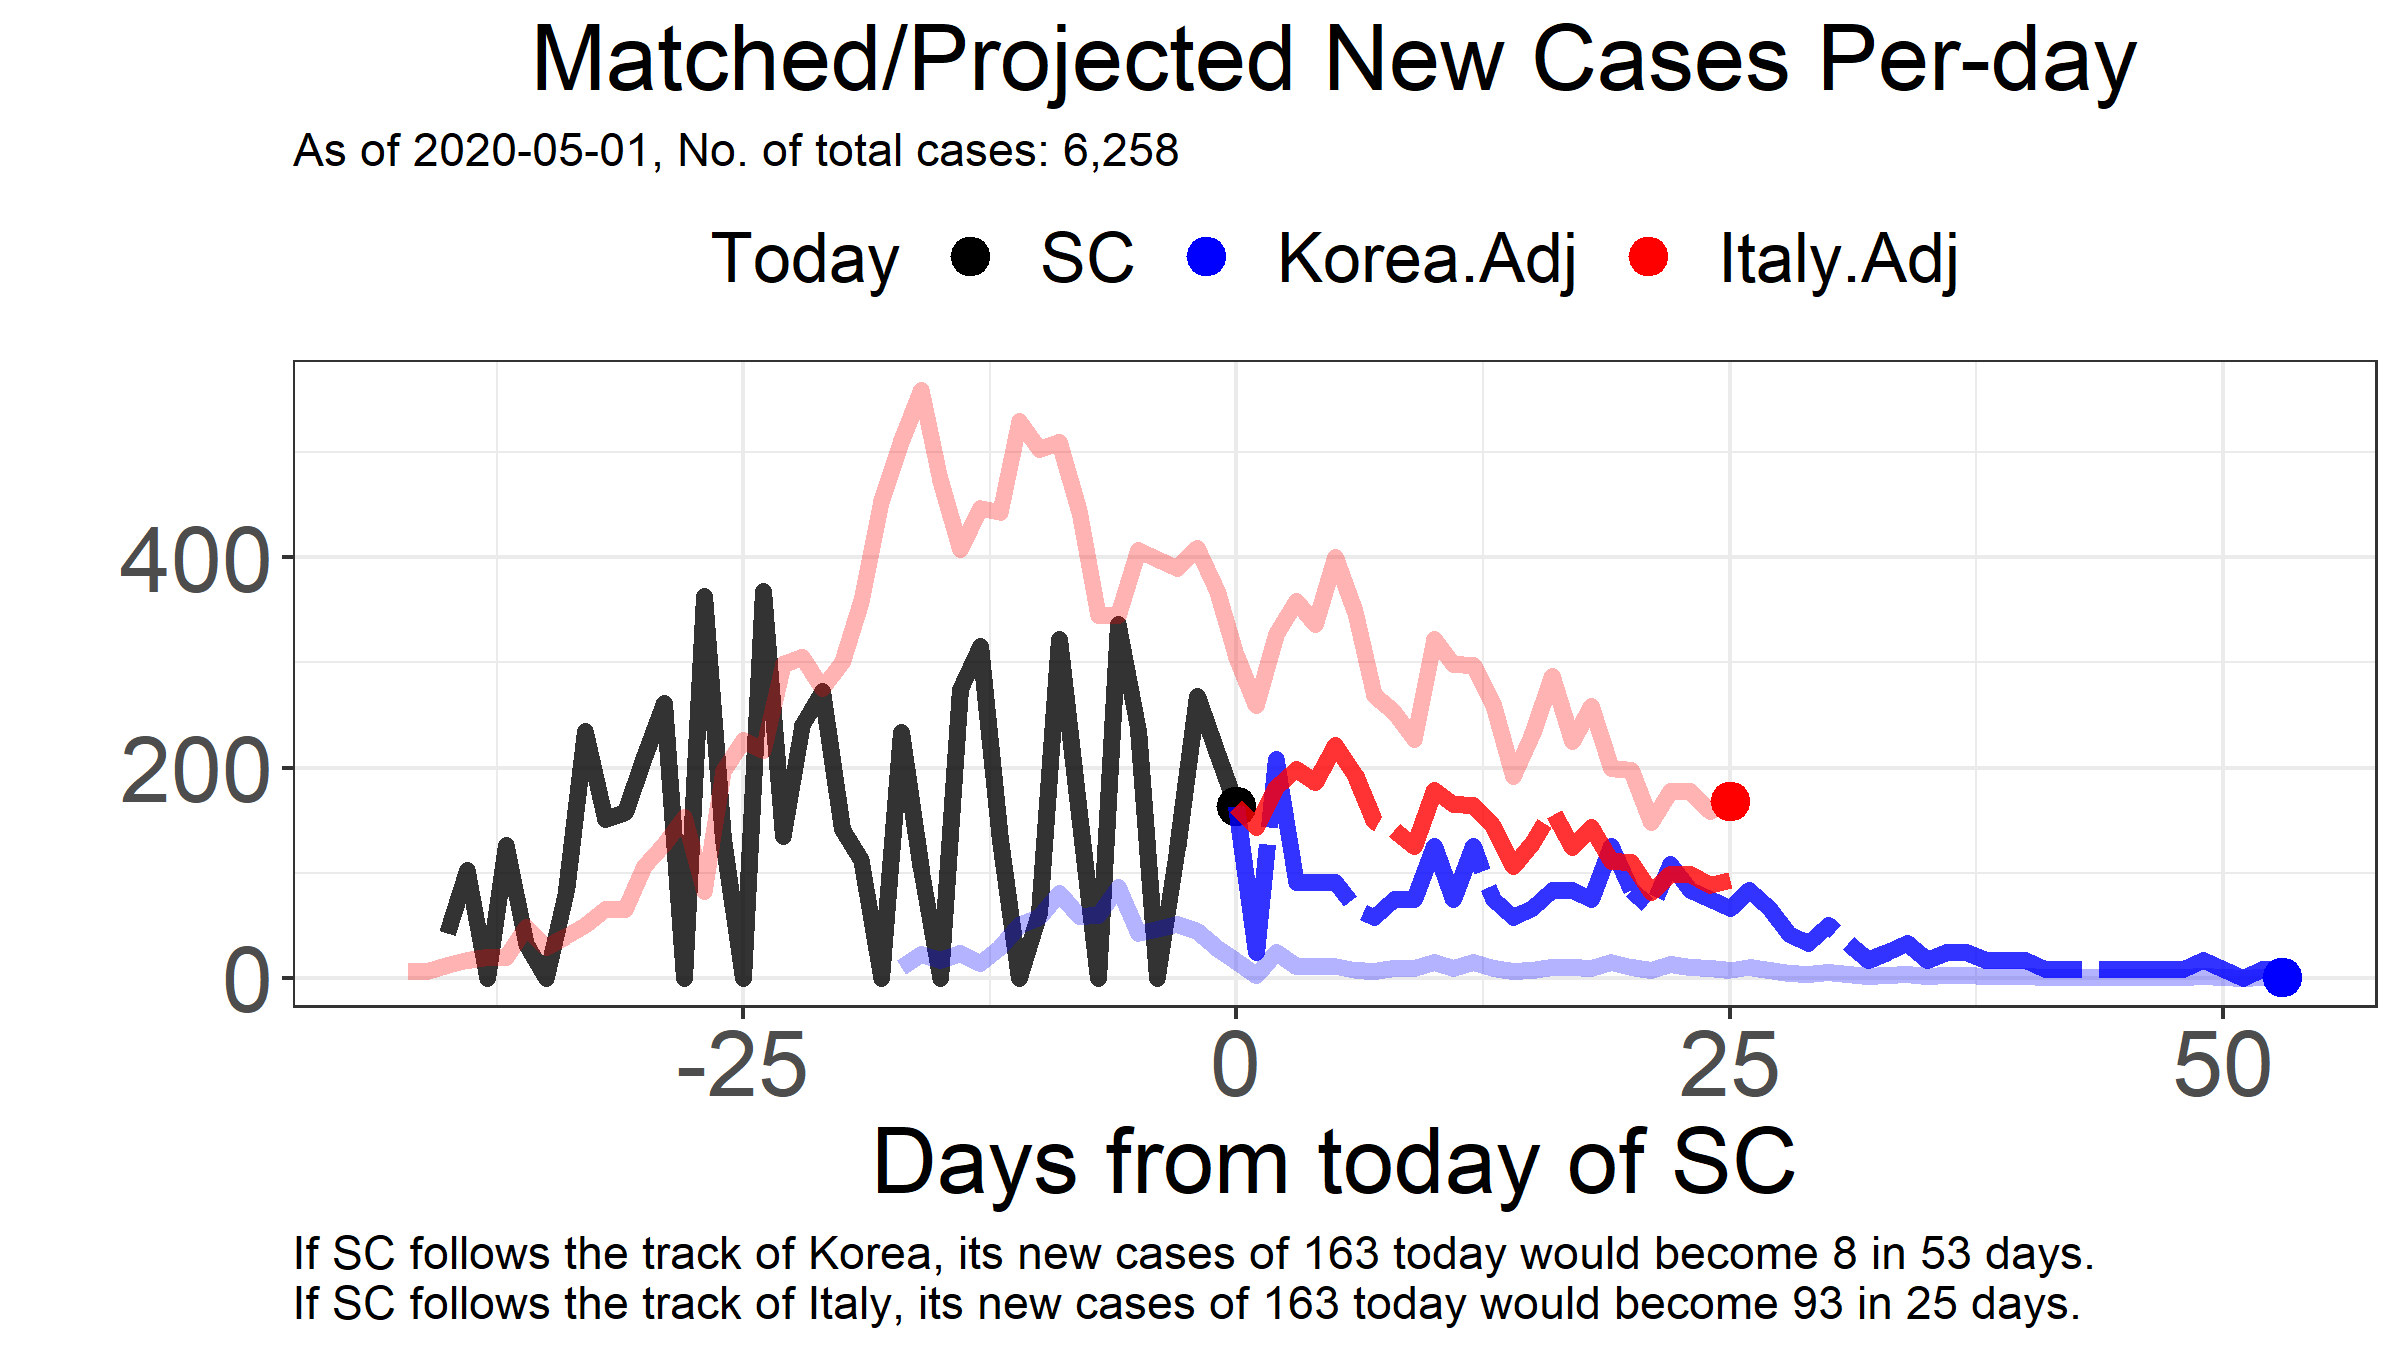 Matched/Projected New Cases Per-day
As of 2020-05-01, No. of total cases: 6,258
Today SC Korea.Adj Italy.Adj
400
200
0
-25 0 25 50
Days from today of SC
If SC follows the track of Korea, its new cases of 163 today would become 8 in 53 days.
If SC follows the track of Italy, its new cases of 163 today would become 93 in 25 days.